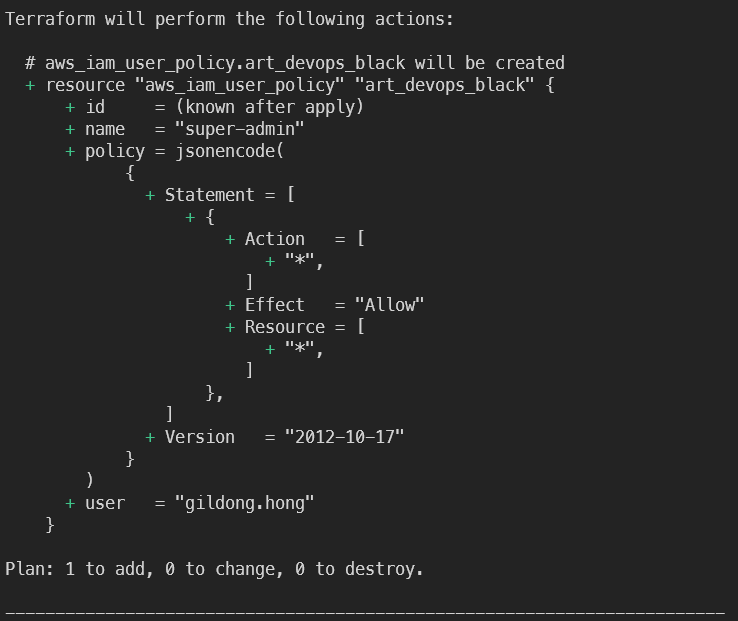 Terraform will perform the following actions:

  # aws_iam_user_policy.art_devops_black will be created
  + resource "aws_iam_user_policy" "art_devops_black" {
      + id     = (known after apply)
      + name   = "super-admin"
      + policy = jsonencode(
            {
              + Statement = [
                  + {
                      + Action   = [
                          + "*",
                        ]
                      + Effect   = "Allow"
                      + Resource = [
                          + "*",
                        ]
                    },
                ]
              + Version   = "2012-10-17"
            }
        )
      + user   = "gildong.hong"
    }

Plan: 1 to add, 0 to change, 0 to destroy.

------------------------------------------------------------------------